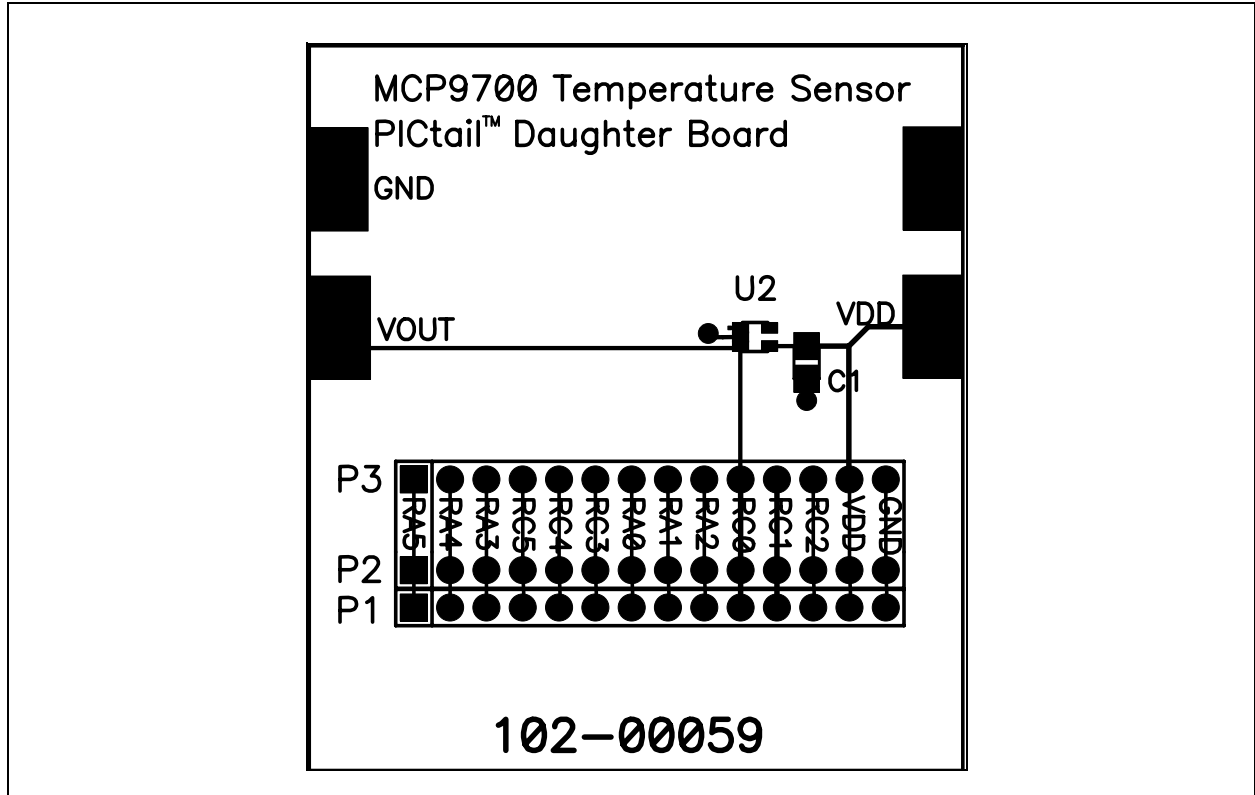 MCP9700 Temperature Sensor
PICtail™ Daughter Board
GND
U2
VDD
VOUT
C1
P3
RA5 RA4 RA3 RC5 RC4 RC3 RA0 RA1 RA2 RC0 RC1 RC2 VDD GND
P2
P1
102-00059